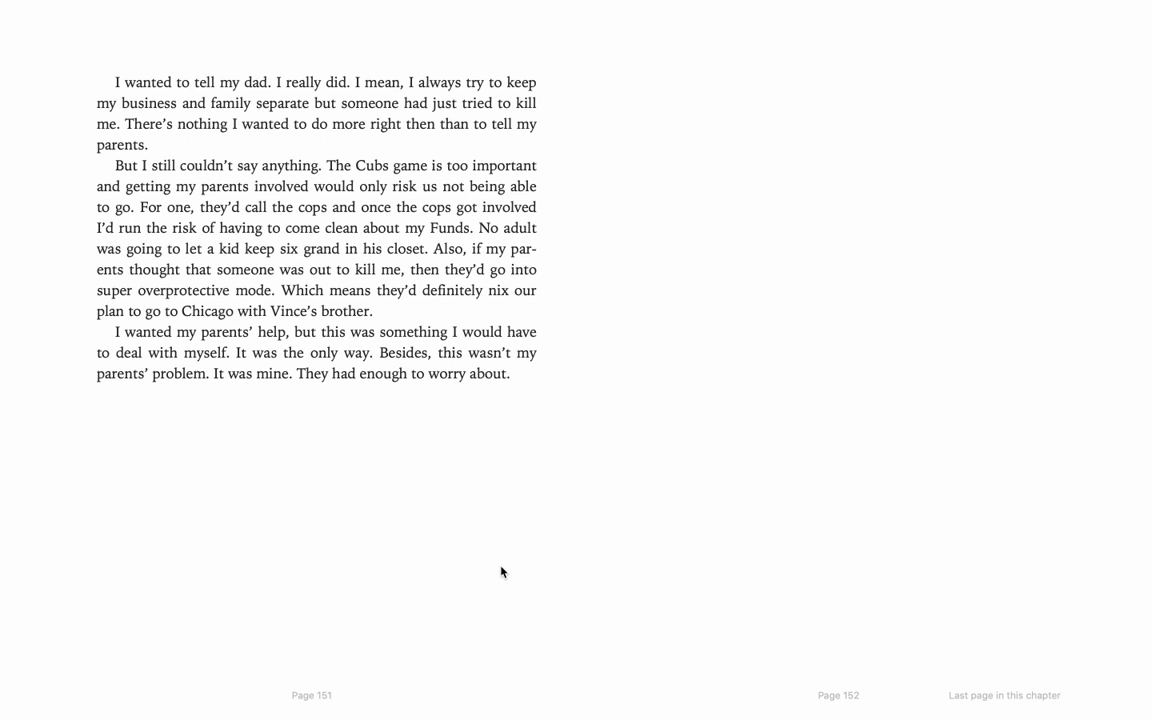 I wanted to tell my dad. I really did. I mean, I always try to keep
my business and family separate but someone had just tried to kill
me. There’s nothing I wanted to do more right then than to tell my
parents.
But I still couldn’t say anything. The Cubs game is too important
and getting my parents involved would only risk us not being able
to go. For one, they’d call the cops and once the cops got involved
I’d run the risk of having to come clean about my Funds. No adult
was going to let a kid keep six grand in his closet. Also, if my par-
ents thought that someone was out to kill me, then they’d go into
super overprotective mode. Which means they’d definitely nix our
plan to go to Chicago with Vince’s brother.
I wanted my parents’ help, but this was something I would have
to deal with myself. It was the only way. Besides, this wasn’t my
parents’ problem. It was mine. They had enough to worry about.
Page 151
Page 152
Last page in this chapter